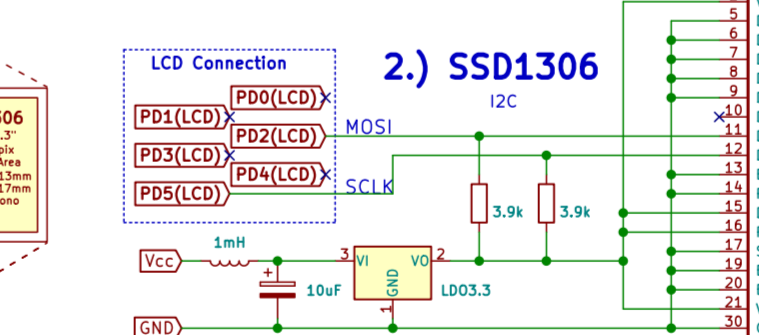 LCD Connection
2.) SSD1306
I2C
PD0(LCD)
PD1(LCD)
PD2(LCD)
MOSI
PD3(LCD)
PD4(LCD)
PD5(LCD)
SCLK
3.9k
3.9k
1mH
Vcc
3
VI
VO
2
GND
1
10uF
LDO3.3
GND
5
6
7
8
9
10
11
12
13
14
15
16
17
19
20
21
30
06
.3"
pix
Area
13mm
17mm
ono